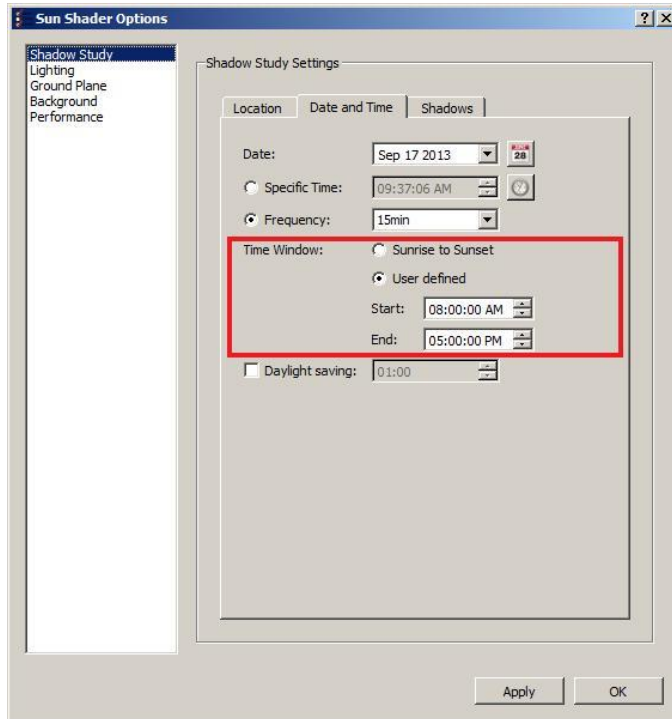 Sun Shader Options
Shadow Study
Lighting
Ground Plane
Background
Performance
Shadow Study Settings
Location Date and Time Shadows
Date: Sep 17 2013 28
Specific Time: 09:37:06 AM
Frequency: 15min
Time Window: Sunrise to Sunset
User defined
Start: 08:00:00 AM
End: 05:00:00 PM
Daylight saving: 01:00
Apply OK